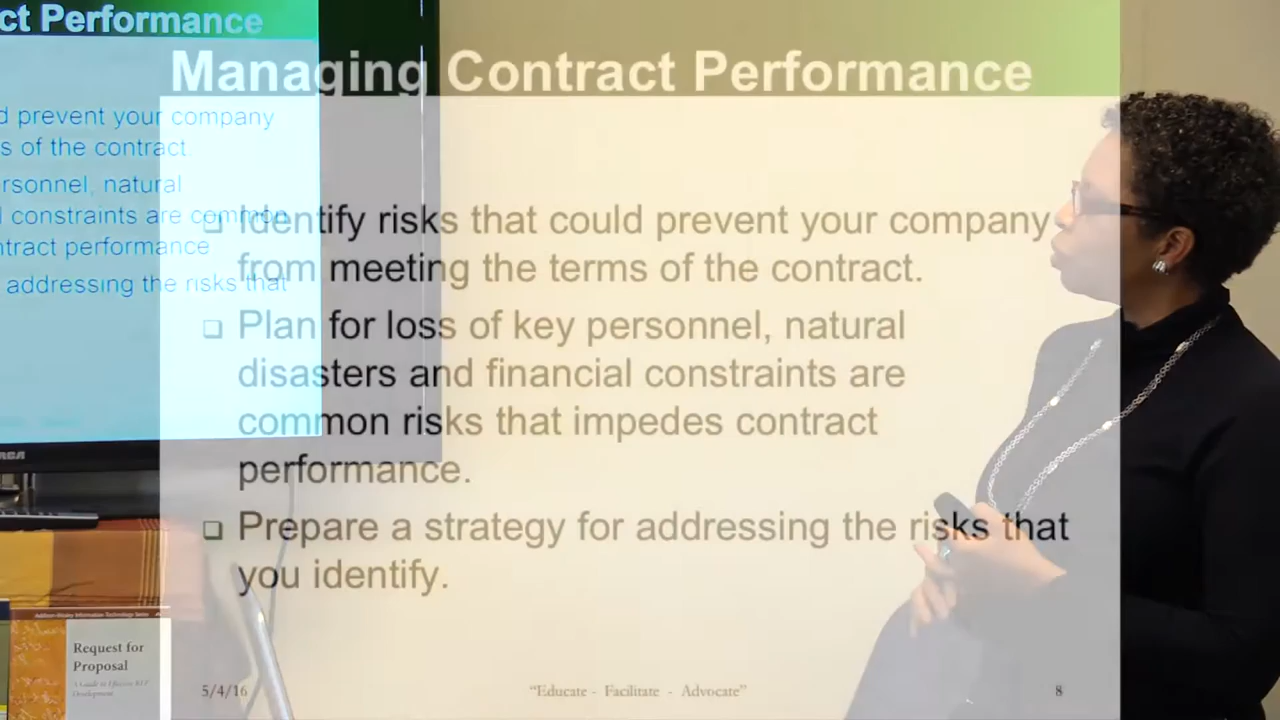 ct Performance
d prevent your company
s of the contract.
rsonnel, natural
l constraints are common
ntract performance
addressing the risks that
RCA
Request for
Proposal
Managing Contract Performance
Identify risks that could prevent your company
from meeting the terms of the contract.
Plan for loss of key personnel, natural
disasters and financial constraints are
common risks that impedes contract
performance.
Prepare a strategy for addressing the risks that
you identify.
5/4/16
"Educate - Facilitate - Advocate"
8